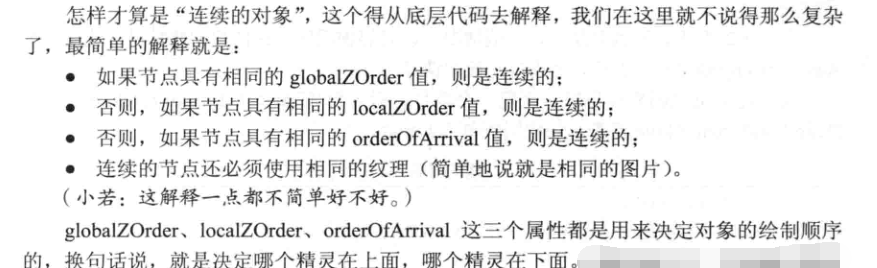 怎样才算是“连续的对象”，这个得从底层代码去解释，我们在这里就不说得那么复杂
了，最简单的解释就是：
● 如果节点具有相同的 globalZOrder 值，则是连续的；
● 否则，如果节点具有相同的 localZOrder 值，则是连续的；
● 否则，如果节点具有相同的 orderOfArrival 值，则是连续的；
● 连续的节点还必须使用相同的纹理（简单地说就是相同的图片）。
（小若：这解释一点都不简单好不好。）
globalZOrder、localZOrder、orderOfArrival 这三个属性都是用来决定对象的绘制顺序
的，换句话说，就是决定哪个精灵在上面，哪个精灵在下面。